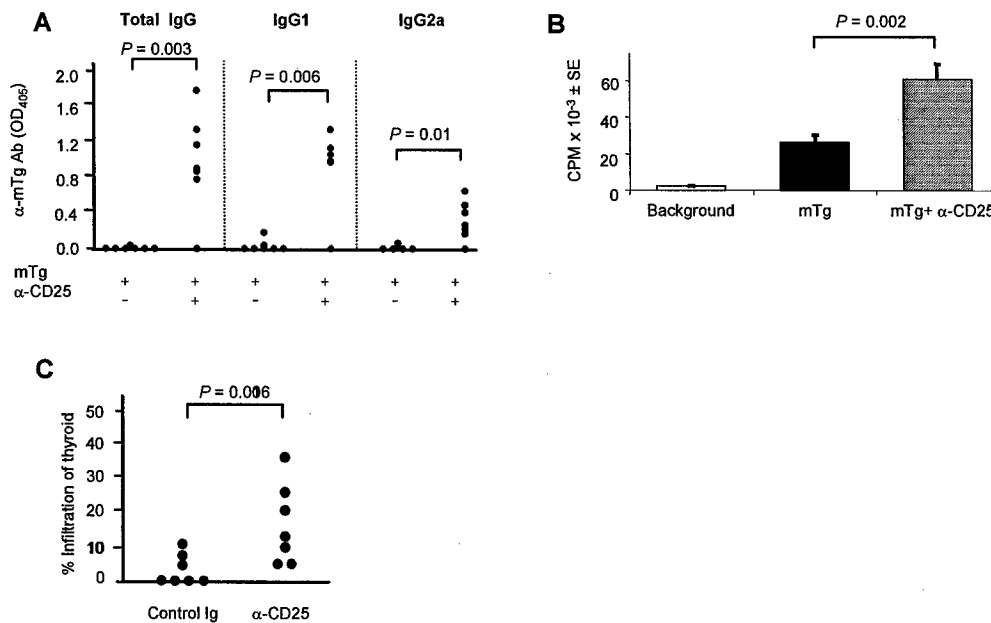 A
Total IgG
IgG1
IgG2a
P = 0.003
P = 0.006
P = 0.01
α-mTg Ab (OD405)
2.0
1.6
1.2
0.8
0.4
0.0
mTg + + + + + +
α-CD25 - + - + - +
B
P = 0.002
CPM x 10-3 ± SE
60
40
20
0
Background
mTg
mTg+ α-CD25
C
P = 0.006
% Infiltration of thyroid
50
40
30
20
10
0
Control Ig
α-CD25